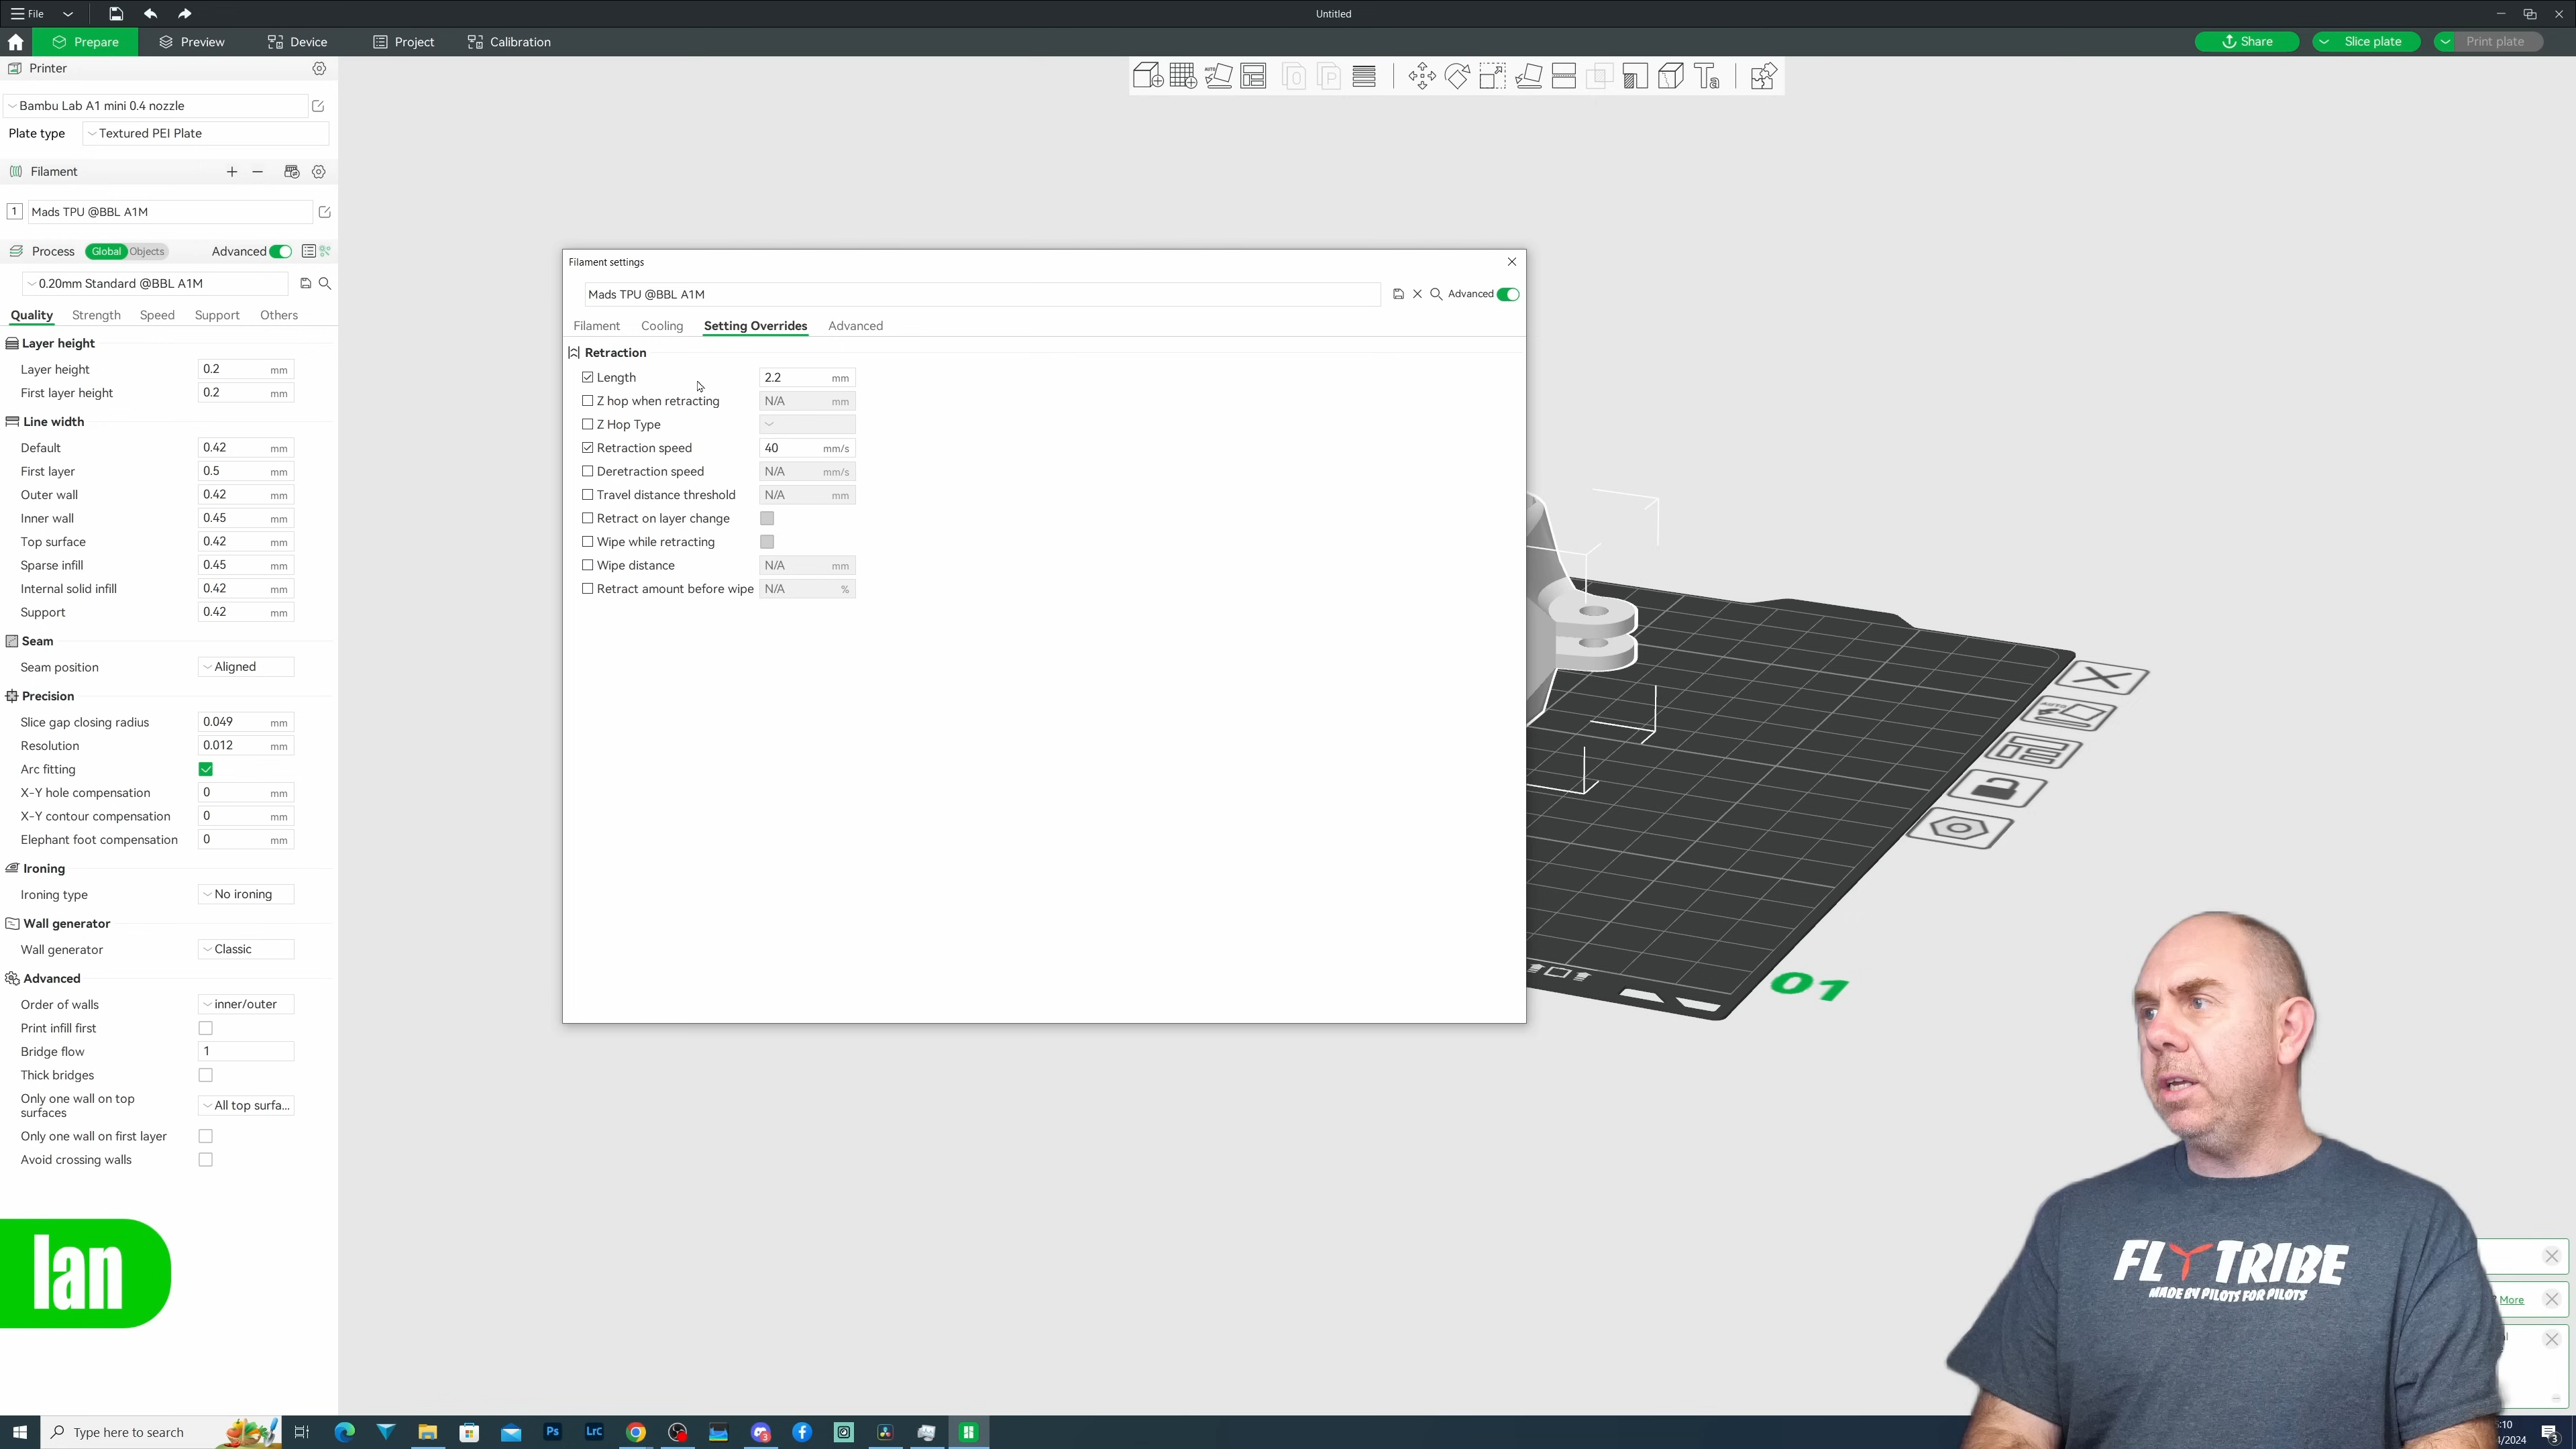 File
Untitled
Prepare
Preview
Device
Project
Calibration
Share
Slice plate
Print plate
Printer
Bambu Lab A1 mini 0.4 nozzle
Plate type
Textured PEI Plate
Filament
1
Mads TPU @BBL A1M
Process
Global
Objects
Advanced
0.20mm Standard @BBL A1M
Quality
Strength
Speed
Support
Others
Layer height
Layer height 0.2 mm
First layer height 0.2 mm
Line width
Default 0.42 mm
First layer 0.5 mm
Outer wall 0.42 mm
Inner wall 0.45 mm
Top surface 0.42 mm
Sparse infill 0.45 mm
Internal solid infill 0.42 mm
Support 0.42 mm
Seam
Seam position Aligned
Precision
Slice gap closing radius 0.049 mm
Resolution 0.012 mm
Arc fitting
X-Y hole compensation 0 mm
X-Y contour compensation 0 mm
Elephant foot compensation 0 mm
Ironing
Ironing type No ironing
Wall generator
Wall generator Classic
Advanced
Order of walls inner/outer
Print infill first
Bridge flow 1
Thick bridges
Only one wall on top
surfaces
All top surfa...
Only one wall on first layer
Avoid crossing walls
Ian
Filament settings
Mads TPU @BBL A1M
Advanced
Filament
Cooling
Setting Overrides
Advanced
Retraction
Length 2.2 mm
Z hop when retracting N/A mm
Z Hop Type
Retraction speed 40 mm/s
Deretraction speed N/A mm/s
Travel distance threshold N/A mm
Retract on layer change
Wipe while retracting
Wipe distance N/A mm
Retract amount before wipe N/A %
AUTO
01
FLYTRIBE
MADE BY PILOTS FOR PILOTS
More
Type here to search
Ps
LrC
3
:10
/2024
3